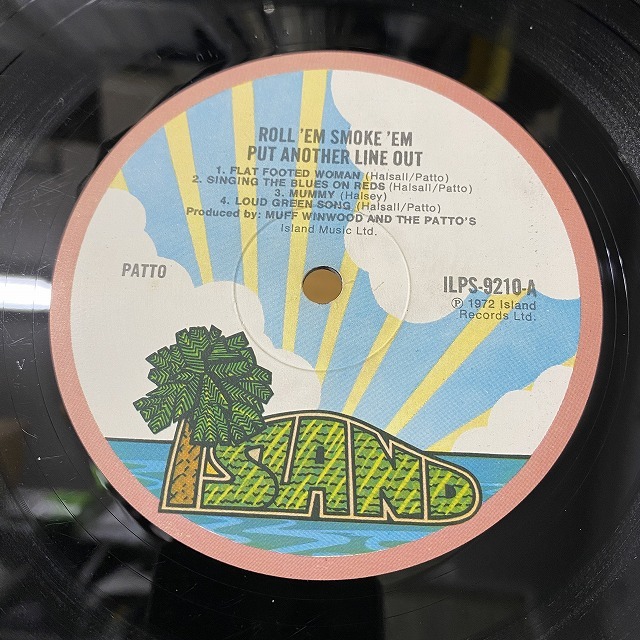 ROLL 'EM SMOKE 'EM
PUT ANOTHER LINE OUT
1. FLAT FOOTED WOMAN (Halsall/Patto)
2. SINGING THE BLUES ON REDS (Halsall/Patto)
3. MUMMY (Halsey)
4. LOUD GREEN SONG (Halsall/Patto)
Produced by: MUFF WINWOOD AND THE PATTO'S
Island Music Ltd.
PATTO
ILPS-9210-A
℗ 1972 Island
Records Ltd.
ISLAND